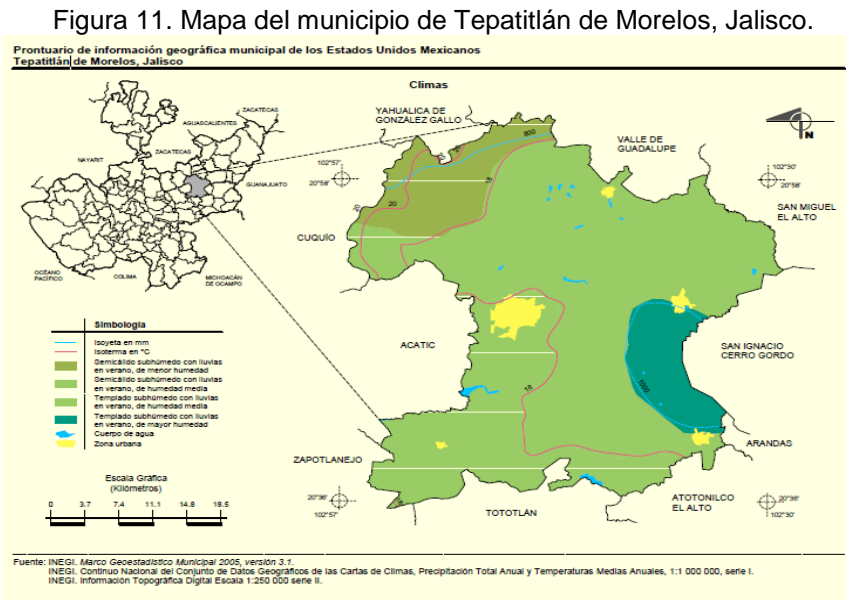 Figura 11. Mapa del municipio de Tepatitlán de Morelos, Jalisco.
Prontuario de información geográfica municipal de los Estados Unidos Mexicanos
Tepatitlán de Morelos, Jalisco
Climas
ZACATECAS
AGUASCALIENTES
NAYARIT
ZACATECAS
GUANAJUATO
OCÉANO
PACÍFICO
COLIMA
MICHOACÁN
DE OCAMPO
YAHUALICA DE
GONZÁLEZ GALLO
VALLE DE
GUADALUPE
N
102°57'
20°58'
102°30'
20°58'
SAN MIGUEL
EL ALTO
CUQUÍO
800
20
20
20
18
ACATIC
18
1000
SAN IGNACIO
CERRO GORDO
ARANDAS
ZAPOTLANEJO
TOTOTLÁN
ATOTONILCO
EL ALTO
20°36'
102°57'
20°36'
102°30'
Simbología
Isoyeta en mm
Isoterma en °C
Semicálido subhúmedo con lluvias
en verano, de menor humedad
Semicálido subhúmedo con lluvias
en verano, de humedad media
Templado subhúmedo con lluvias
en verano, de humedad media
Templado subhúmedo con lluvias
en verano, de mayor humedad
Cuerpo de agua
Zona urbana
Escala Gráfica
(Kilómetros)
0 3.7 7.4 11.1 14.8 18.5
Fuente: INEGI. Marco Geoestadístico Municipal 2005, versión 3.1.
INEGI. Continuo Nacional del Conjunto de Datos Geográficos de las Cartas de Climas, Precipitación Total Anual y Temperaturas Medias Anuales, 1:1 000 000, serie I.
INEGI. Información Topográfica Digital Escala 1:250 000 serie II.